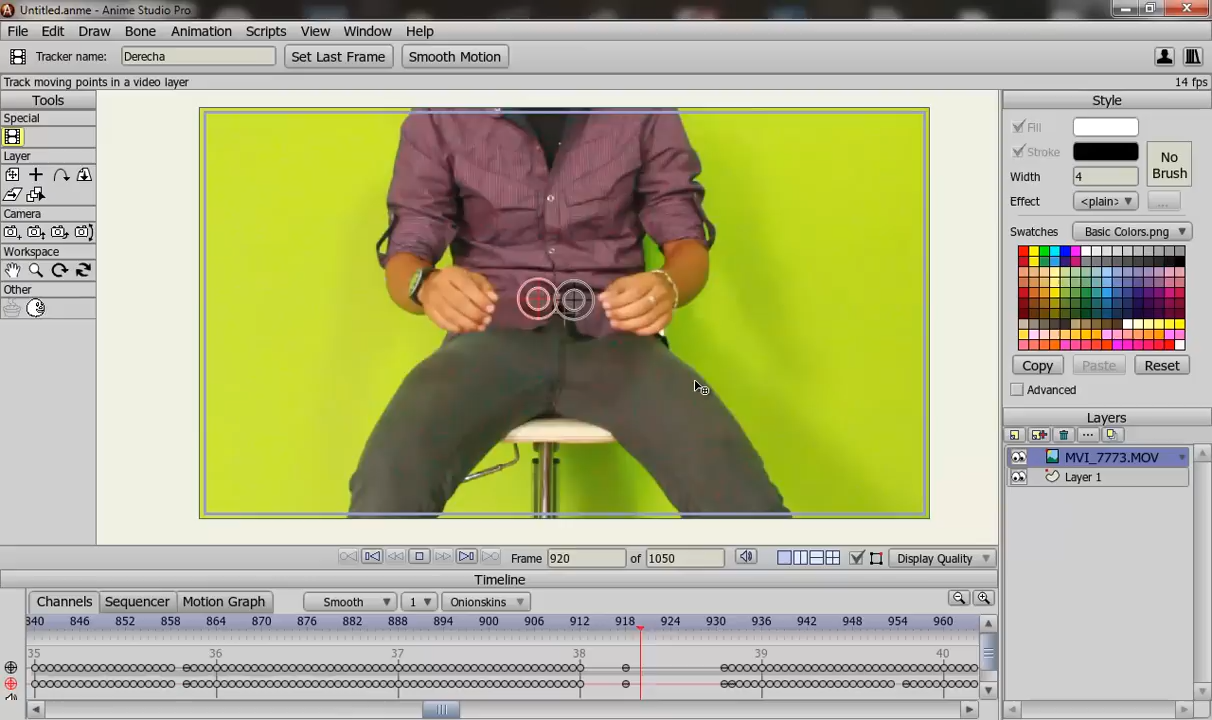 Untitled.anme - Anime Studio Pro
File Edit Draw Bone Animation Scripts View Window Help
Tracker name: Derecha Set Last Frame Smooth Motion
Track moving points in a video layer 14 fps
Tools
Special
Layer
Camera
Workspace
Other
Style
Fill
Stroke
No Brush
Width 4
Effect <plain> ...
Swatches Basic Colors.png
Copy Paste Reset
Advanced
Layers
MVI_7773.MOV
Layer 1
Frame 920 of 1050 Display Quality
Timeline
Channels Sequencer Motion Graph Smooth 1 Onionskins
840 846 852 858 864 870 876 882 888 894 900 906 912 918 924 930 936 942 948 954 960
35 36 37 38 39 40